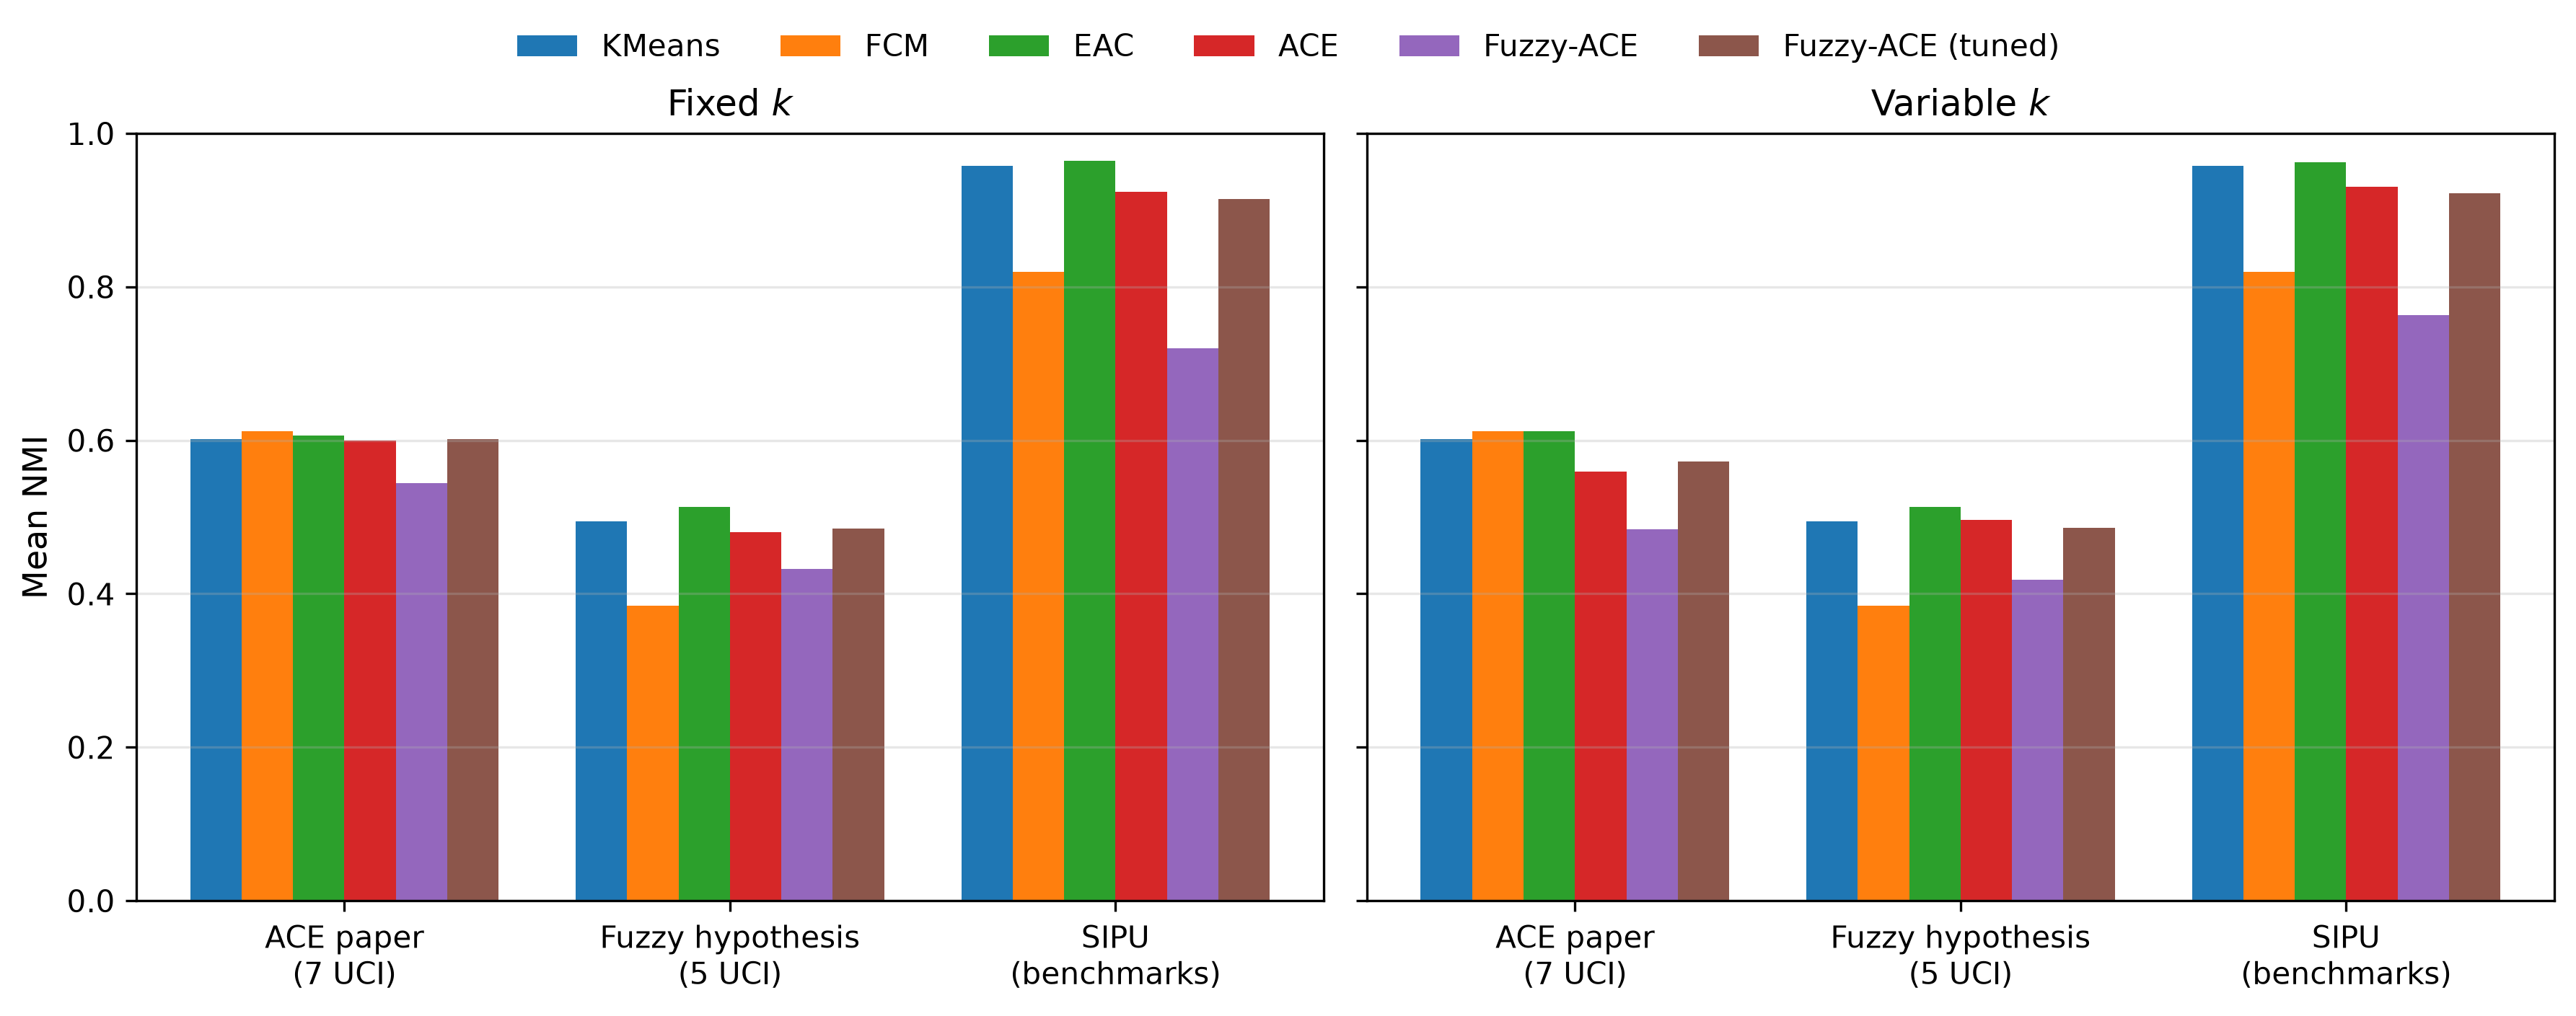 KMeans FCM EAC ACE Fuzzy-ACE Fuzzy-ACE (tuned)
Fixed k
Variable k
Mean NMI
1.0
0.8
0.6
0.4
0.2
0.0
ACE paper
(7 UCI)
Fuzzy hypothesis
(5 UCI)
SIPU
(benchmarks)
ACE paper
(7 UCI)
Fuzzy hypothesis
(5 UCI)
SIPU
(benchmarks)